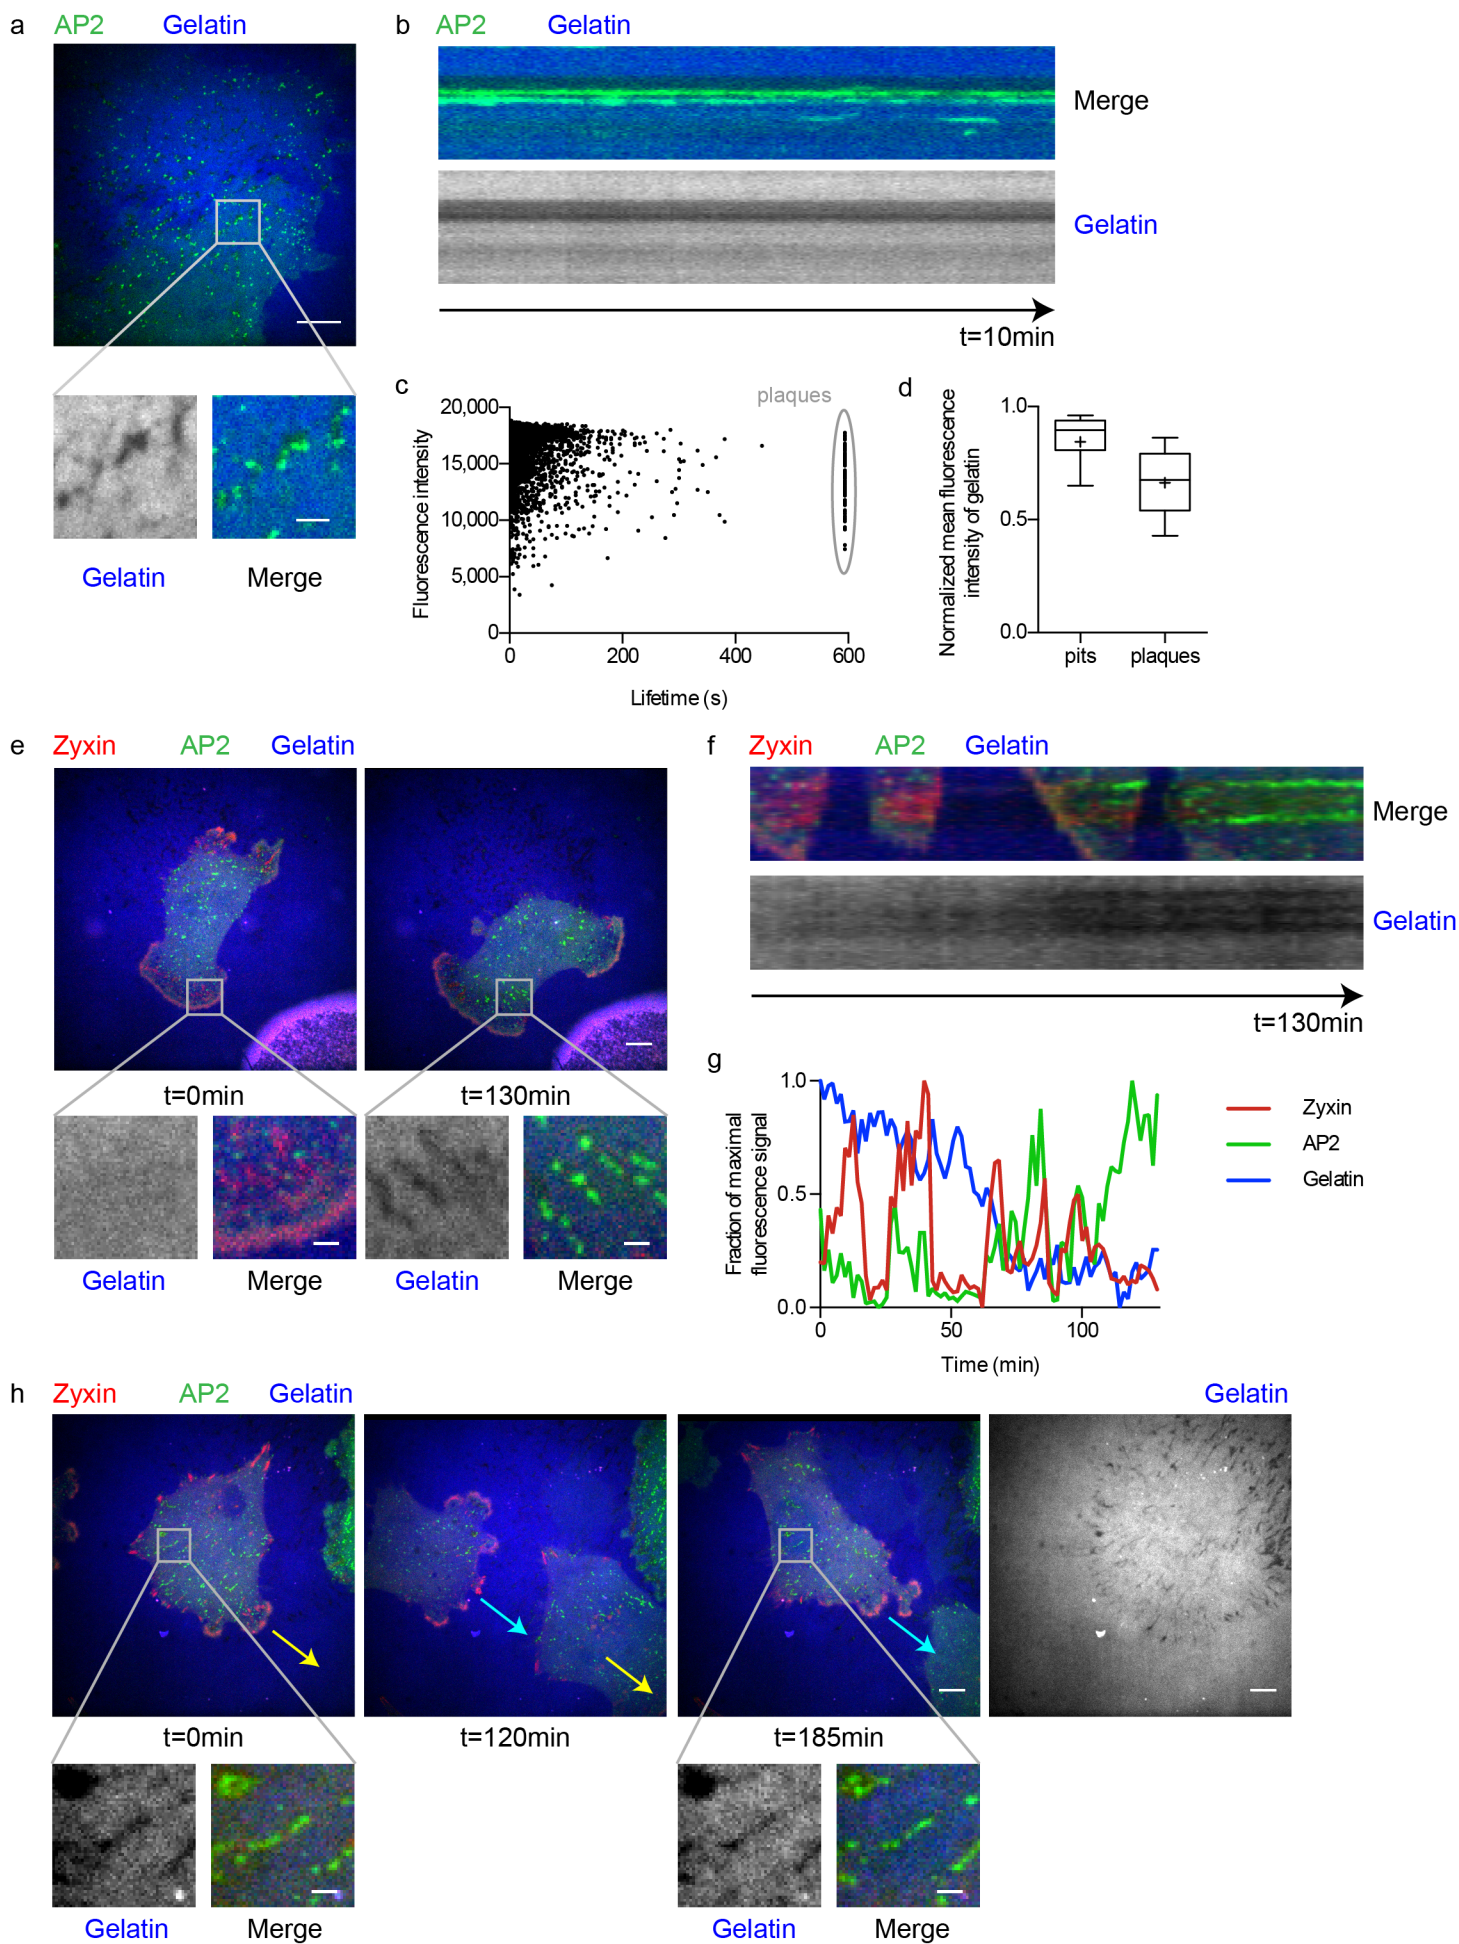 a AP2 Gelatin
Gelatin Merge
b AP2 Gelatin
Merge
Gelatin
t=10min
c
plaques
Fluorescence intensity
20,000
15,000
10,000
5,000
0
0 200 400 600
Lifetime (s)
d
Normalized mean fluorescence
intensity of gelatin
1.0
0.5
0.0
pits plaques
e Zyxin AP2 Gelatin
t=0min t=130min
Gelatin Merge Gelatin Merge
f Zyxin AP2 Gelatin
Merge
Gelatin
t=130min
g
Fraction of maximal
fluorescence signal
1.0
0.5
0.0
0 50 100
Time (min)
Zyxin
AP2
Gelatin
h Zyxin AP2 Gelatin Gelatin
t=0min t=120min t=185min
Gelatin Merge Gelatin Merge